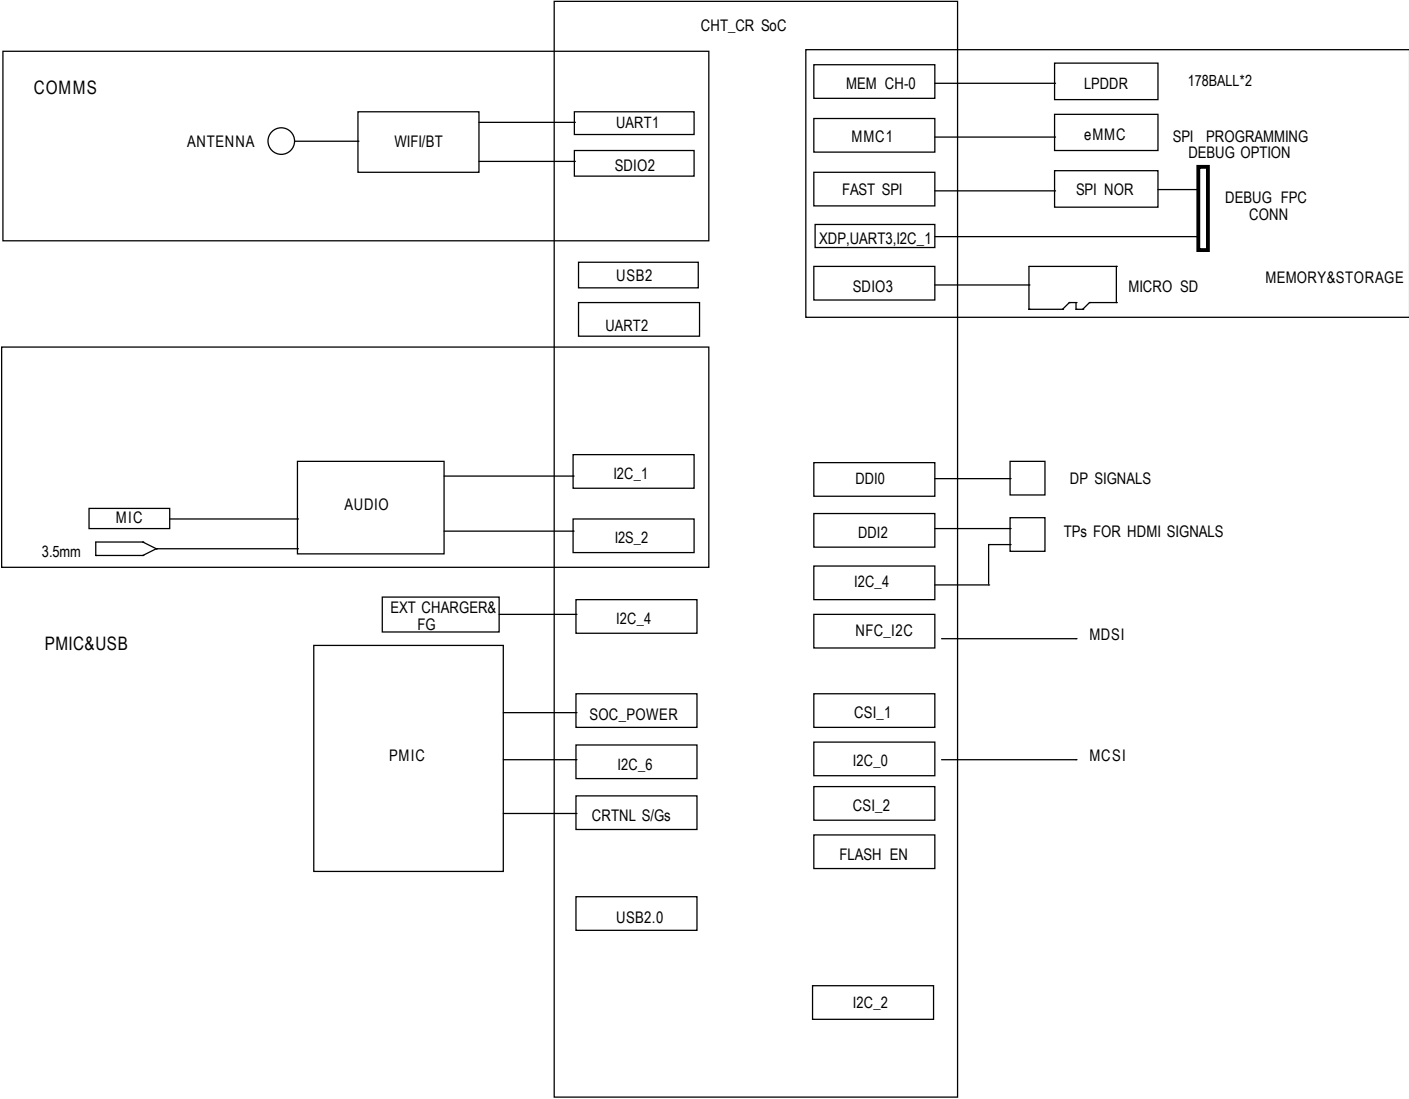 CHT_CR SoC
COMMS
ANTENNA
WIFI/BT
UART1
SDIO2
USB2
UART2
MEM CH-0
LPDDR
178BALL*2
MMC1
eMMC
SPI PROGRAMMING
DEBUG OPTION
FAST SPI
SPI NOR
DEBUG FPC
CONN
XDP,UART3,I2C_1
SDIO3
MICRO SD
MEMORY&STORAGE
AUDIO
MIC
3.5mm
I2C_1
I2S_2
DDI0
DP SIGNALS
DDI2
TPs FOR HDMI SIGNALS
I2C_4
EXT CHARGER&
FG
I2C_4
NFC_I2C
MDSI
PMIC&USB
PMIC
SOC_POWER
I2C_6
CRTNL S/Gs
CSI_1
I2C_0
MCSI
CSI_2
FLASH EN
USB2.0
I2C_2